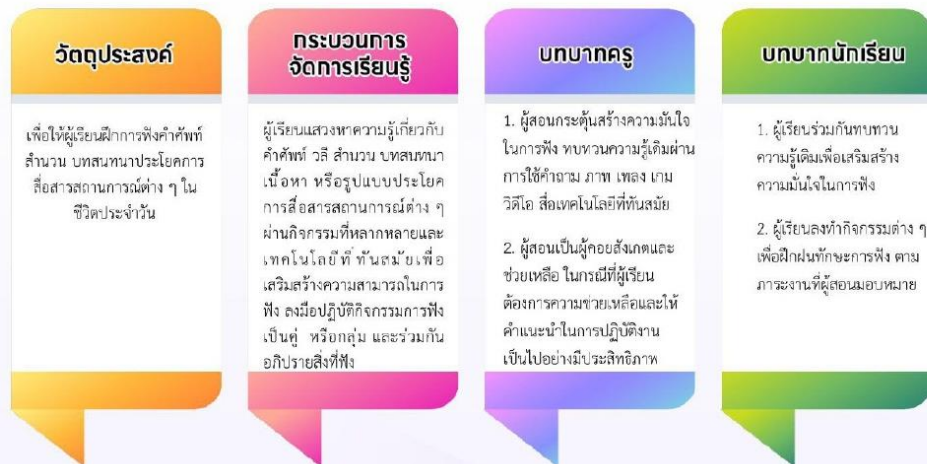 วัตถุประสงค์
เพื่อให้ผู้เรียนฝึกการฟังคำศัพท์
สำนวน บทสนทนาประโยคการ
สื่อสารสถานการณ์ต่าง ๆ ใน
ชีวิตประจำวัน
กระบวนการ
จัดการเรียนรู้
ผู้เรียนแสวงหาความรู้เกี่ยวกับ
คำศัพท์ วลี สำนวน บทสนทนา
เนื้อหา หรือรูปแบบประโยค
การสื่อสารสถานการณ์ต่าง ๆ
ผ่านกิจกรรมที่หลากหลายและ
เทคโนโลยีที่ทันสมัยเพื่อ
เสริมสร้างความสามารถในการ
ฟัง ลงมือปฏิบัติกิจกรรมการฟัง
เป็นคู่ หรือกลุ่ม และร่วมกัน
อภิปรายสิ่งที่ฟัง
บทบาทครู
1. ผู้สอนกระตุ้นสร้างความมั่นใจ
ในการฟัง ทบทวนความรู้เดิมผ่าน
การใช้คำถาม ภาพ เพลง เกม
วิดีโอ สื่อเทคโนโลยีที่ทันสมัย
2. ผู้สอนเป็นผู้คอยสังเกตและ
ช่วยเหลือ ในกรณีที่ผู้เรียน
ต้องการความช่วยเหลือและให้
คำแนะนำในการปฏิบัติงาน
เป็นไปอย่างมีประสิทธิภาพ
บทบาทนักเรียน
1. ผู้เรียนร่วมกันทบทวน
ความรู้เดิมเพื่อเสริมสร้าง
ความมั่นใจในการฟัง
2. ผู้เรียนลงทำกิจกรรมต่าง ๆ
เพื่อฝึกฝนทักษะการฟัง ตาม
ภาระงานที่ผู้สอนมอบหมาย